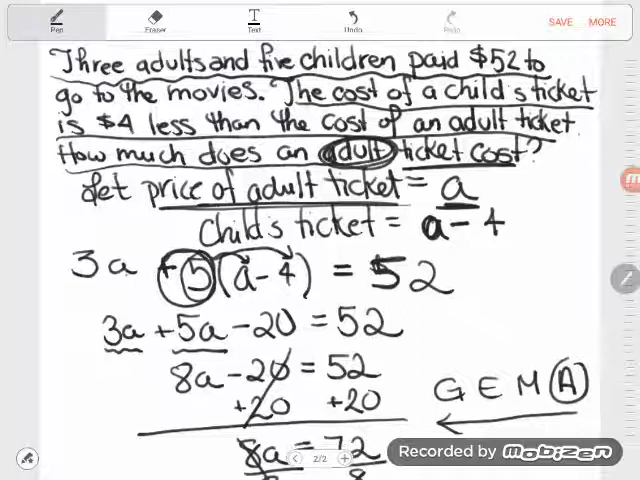 Pen Eraser Text Undo Redo SAVE MORE
Three adults and five children paid $52 to
go to the movies. The cost of a child's ticket
is $4 less than the cost of an adult ticket.
How much does an adult ticket cost?
Let price of adult ticket = a
Child's ticket = a - 4
3a + 5(a - 4) = 52
3a + 5a - 20 = 52
8a - 20 = 52
+20 +20
G E M A
8a = 72
8
2/2
Recorded by Mobizen